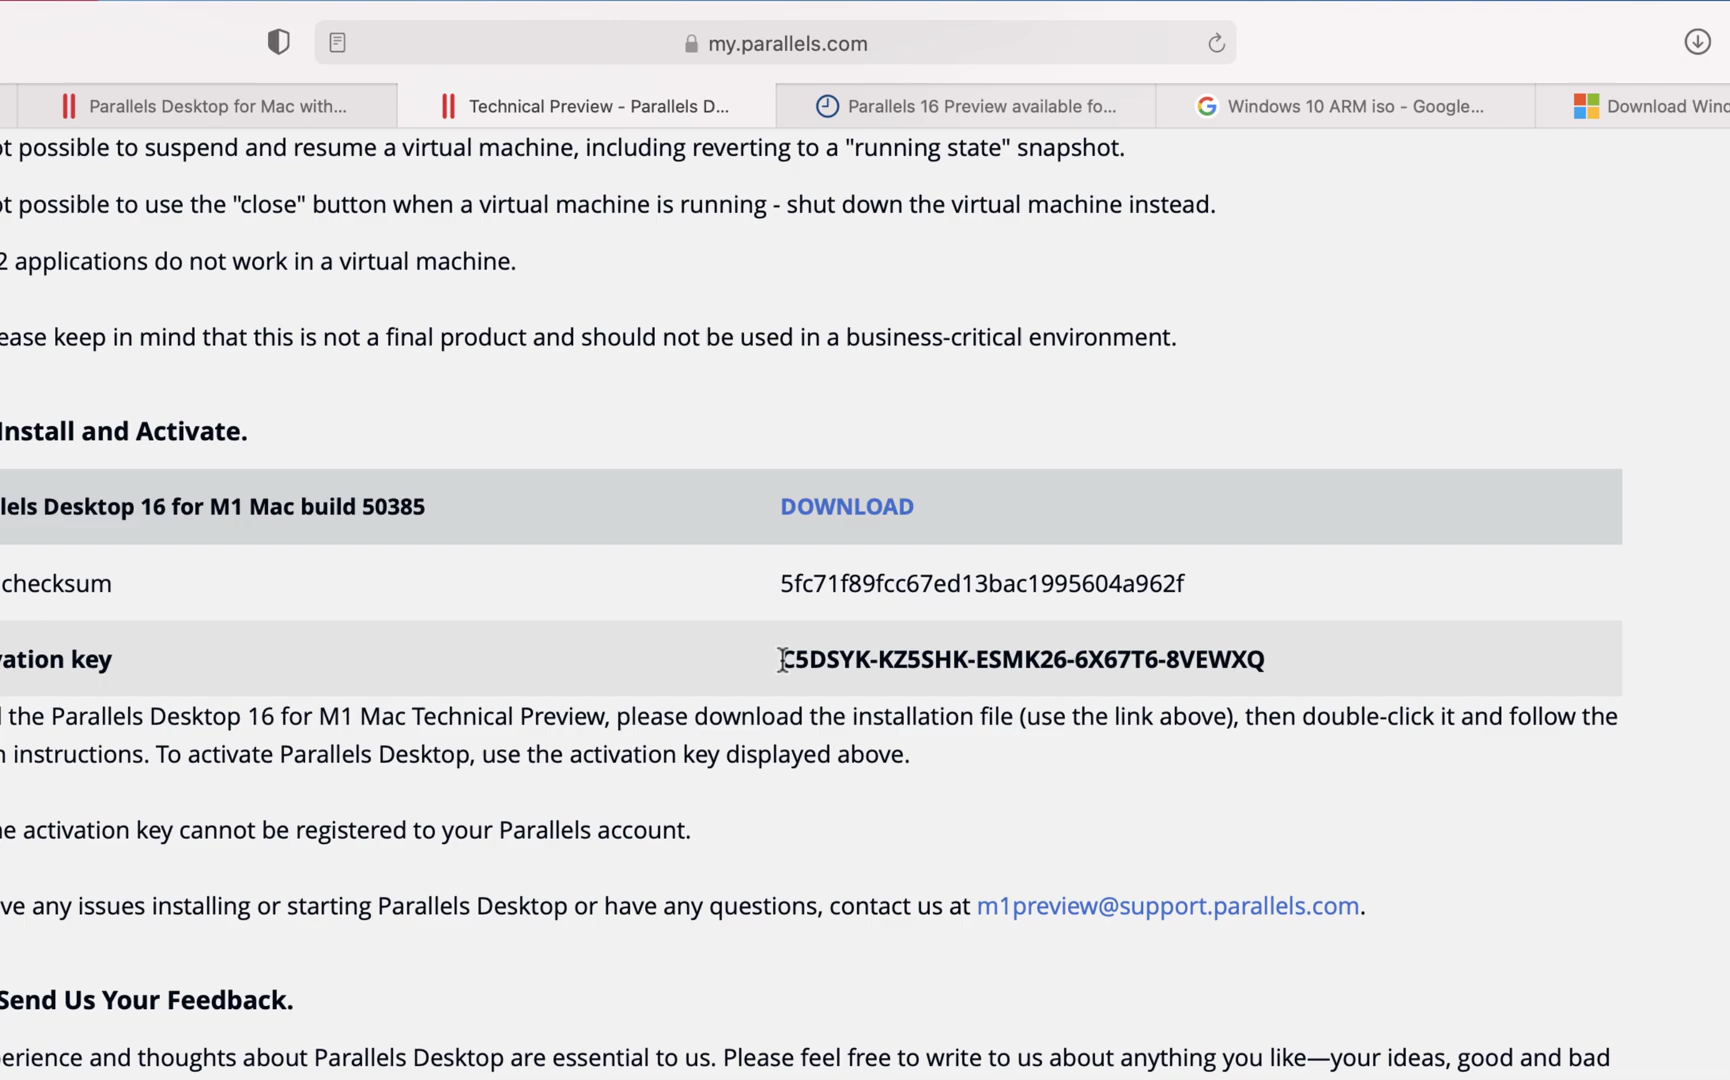 my.parallels.com
Parallels Desktop for Mac with...
Technical Preview - Parallels D...
Parallels 16 Preview available fo...
Windows 10 ARM iso - Google...
Download Wind
ot possible to suspend and resume a virtual machine, including reverting to a "running state" snapshot.
ot possible to use the "close" button when a virtual machine is running - shut down the virtual machine instead.
2 applications do not work in a virtual machine.
ease keep in mind that this is not a final product and should not be used in a business-critical environment.
Install and Activate.
lels Desktop 16 for M1 Mac build 50385 DOWNLOAD
checksum 5fc71f89fcc67ed13bac1995604a962f
vation key C5DSYK-KZ5SHK-ESMK26-6X67T6-8VEWXQ
the Parallels Desktop 16 for M1 Mac Technical Preview, please download the installation file (use the link above), then double-click it and follow the
n instructions. To activate Parallels Desktop, use the activation key displayed above.
he activation key cannot be registered to your Parallels account.
ve any issues installing or starting Parallels Desktop or have any questions, contact us at m1preview@support.parallels.com.
Send Us Your Feedback.
perience and thoughts about Parallels Desktop are essential to us. Please feel free to write to us about anything you like—your ideas, good and bad